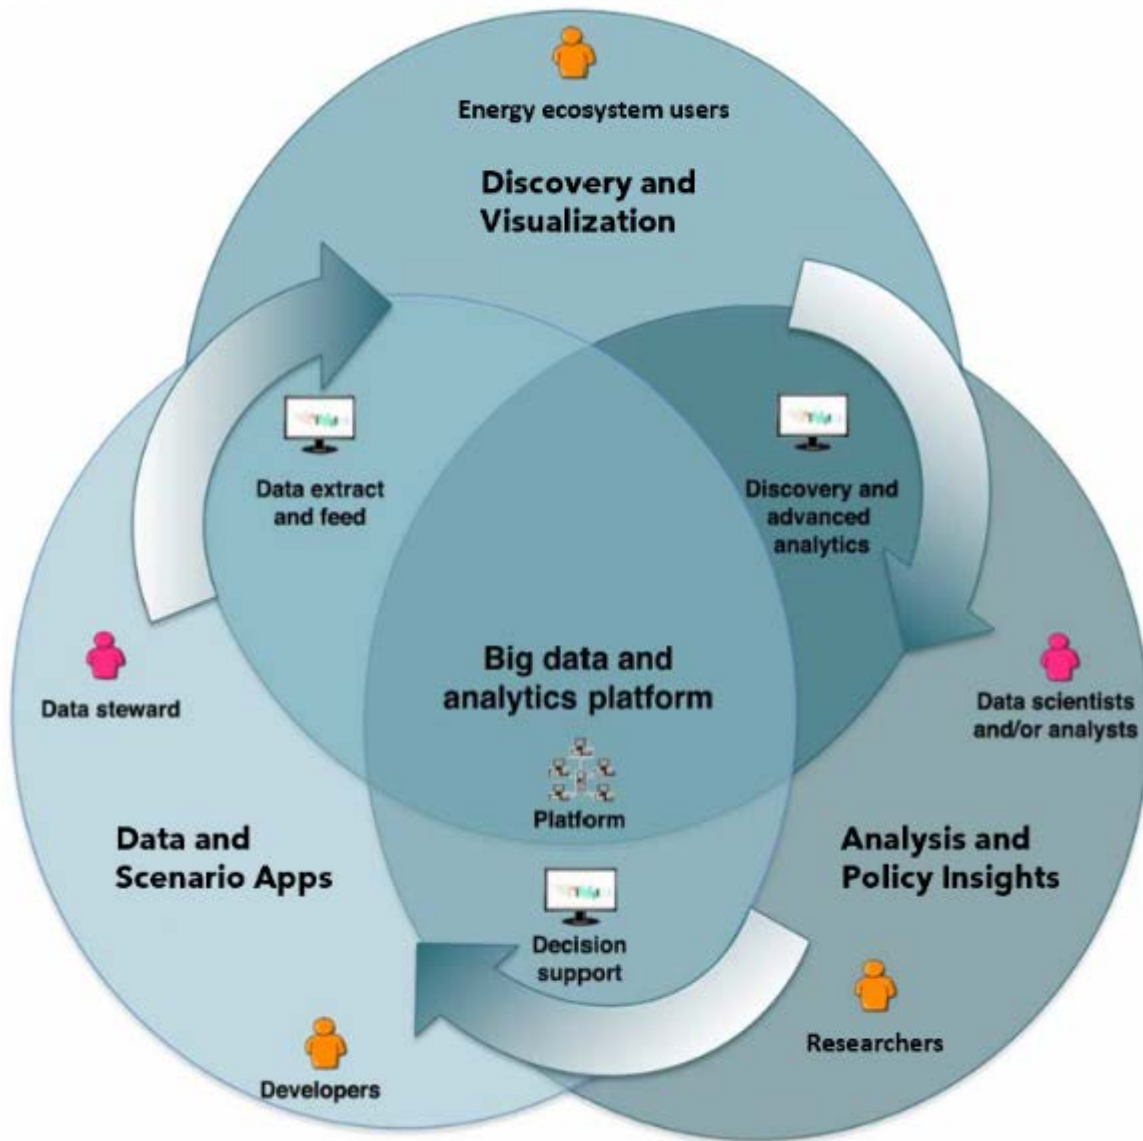 Energy ecosystem users
Discovery and
Visualization
Data extract
and feed
Discovery and
advanced
analytics
Big data and
analytics platform
Platform
Data steward
Data scientists
and/or analysts
Data and
Scenario Apps
Analysis and
Policy Insights
Decision
support
Researchers
Developers